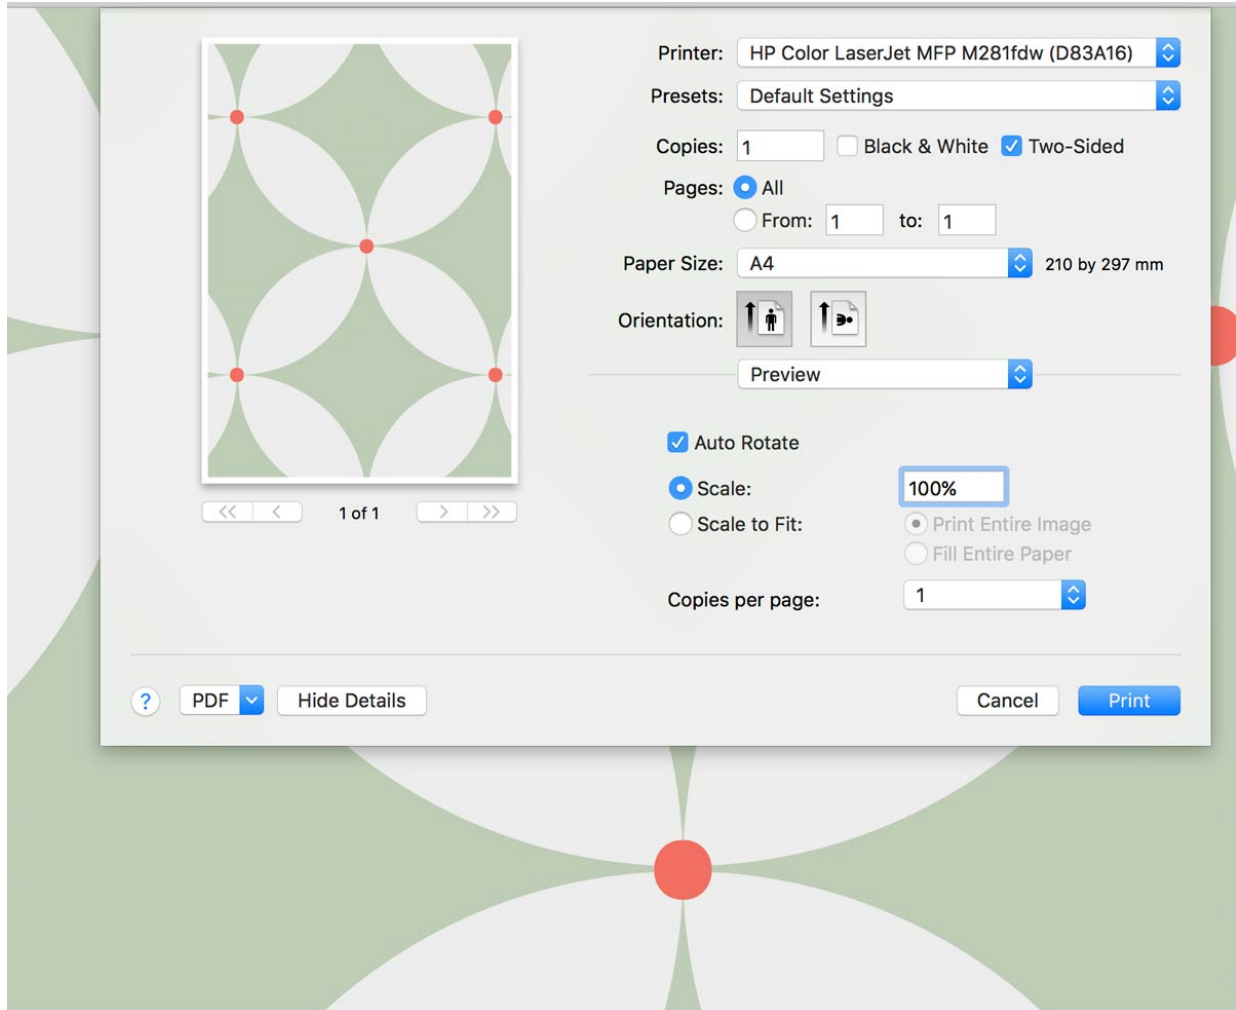 Printer: HP Color LaserJet MFP M281fdw (D83A16)
Presets: Default Settings
Copies: 1 Black & White Two-Sided
Pages: All
From: 1 to: 1
Paper Size: A4 210 by 297 mm
Orientation:
Preview
Auto Rotate
Scale: 100%
Scale to Fit: Print Entire Image
Fill Entire Paper
Copies per page: 1
<< < 1 of 1 > >>
? PDF Hide Details Cancel Print